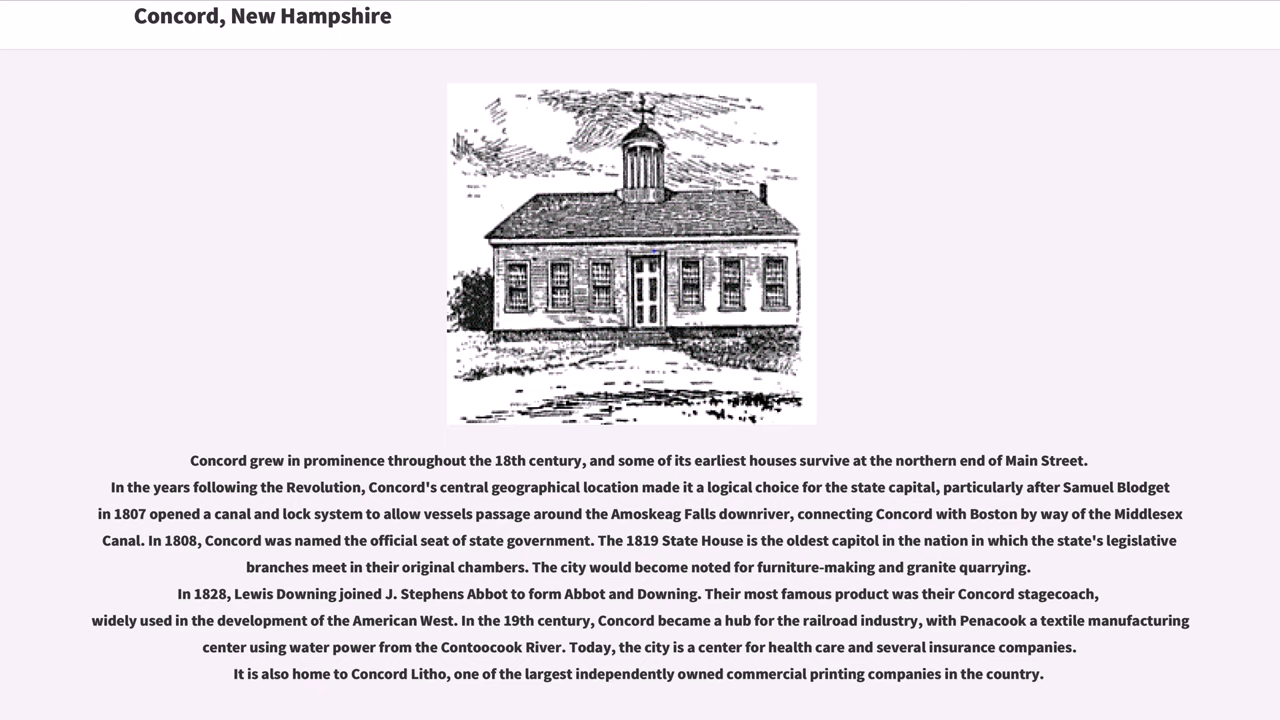 Concord, New Hampshire
Concord grew in prominence throughout the 18th century, and some of its earliest houses survive at the northern end of Main Street.
In the years following the Revolution, Concord's central geographical location made it a logical choice for the state capital, particularly after Samuel Blodget
in 1807 opened a canal and lock system to allow vessels passage around the Amoskeag Falls downriver, connecting Concord with Boston by way of the Middlesex
Canal. In 1808, Concord was named the official seat of state government. The 1819 State House is the oldest capitol in the nation in which the state's legislative
branches meet in their original chambers. The city would become noted for furniture-making and granite quarrying.
In 1828, Lewis Downing joined J. Stephens Abbot to form Abbot and Downing. Their most famous product was their Concord stagecoach,
widely used in the development of the American West. In the 19th century, Concord became a hub for the railroad industry, with Penacook a textile manufacturing
center using water power from the Contoocook River. Today, the city is a center for health care and several insurance companies.
It is also home to Concord Litho, one of the largest independently owned commercial printing companies in the country.